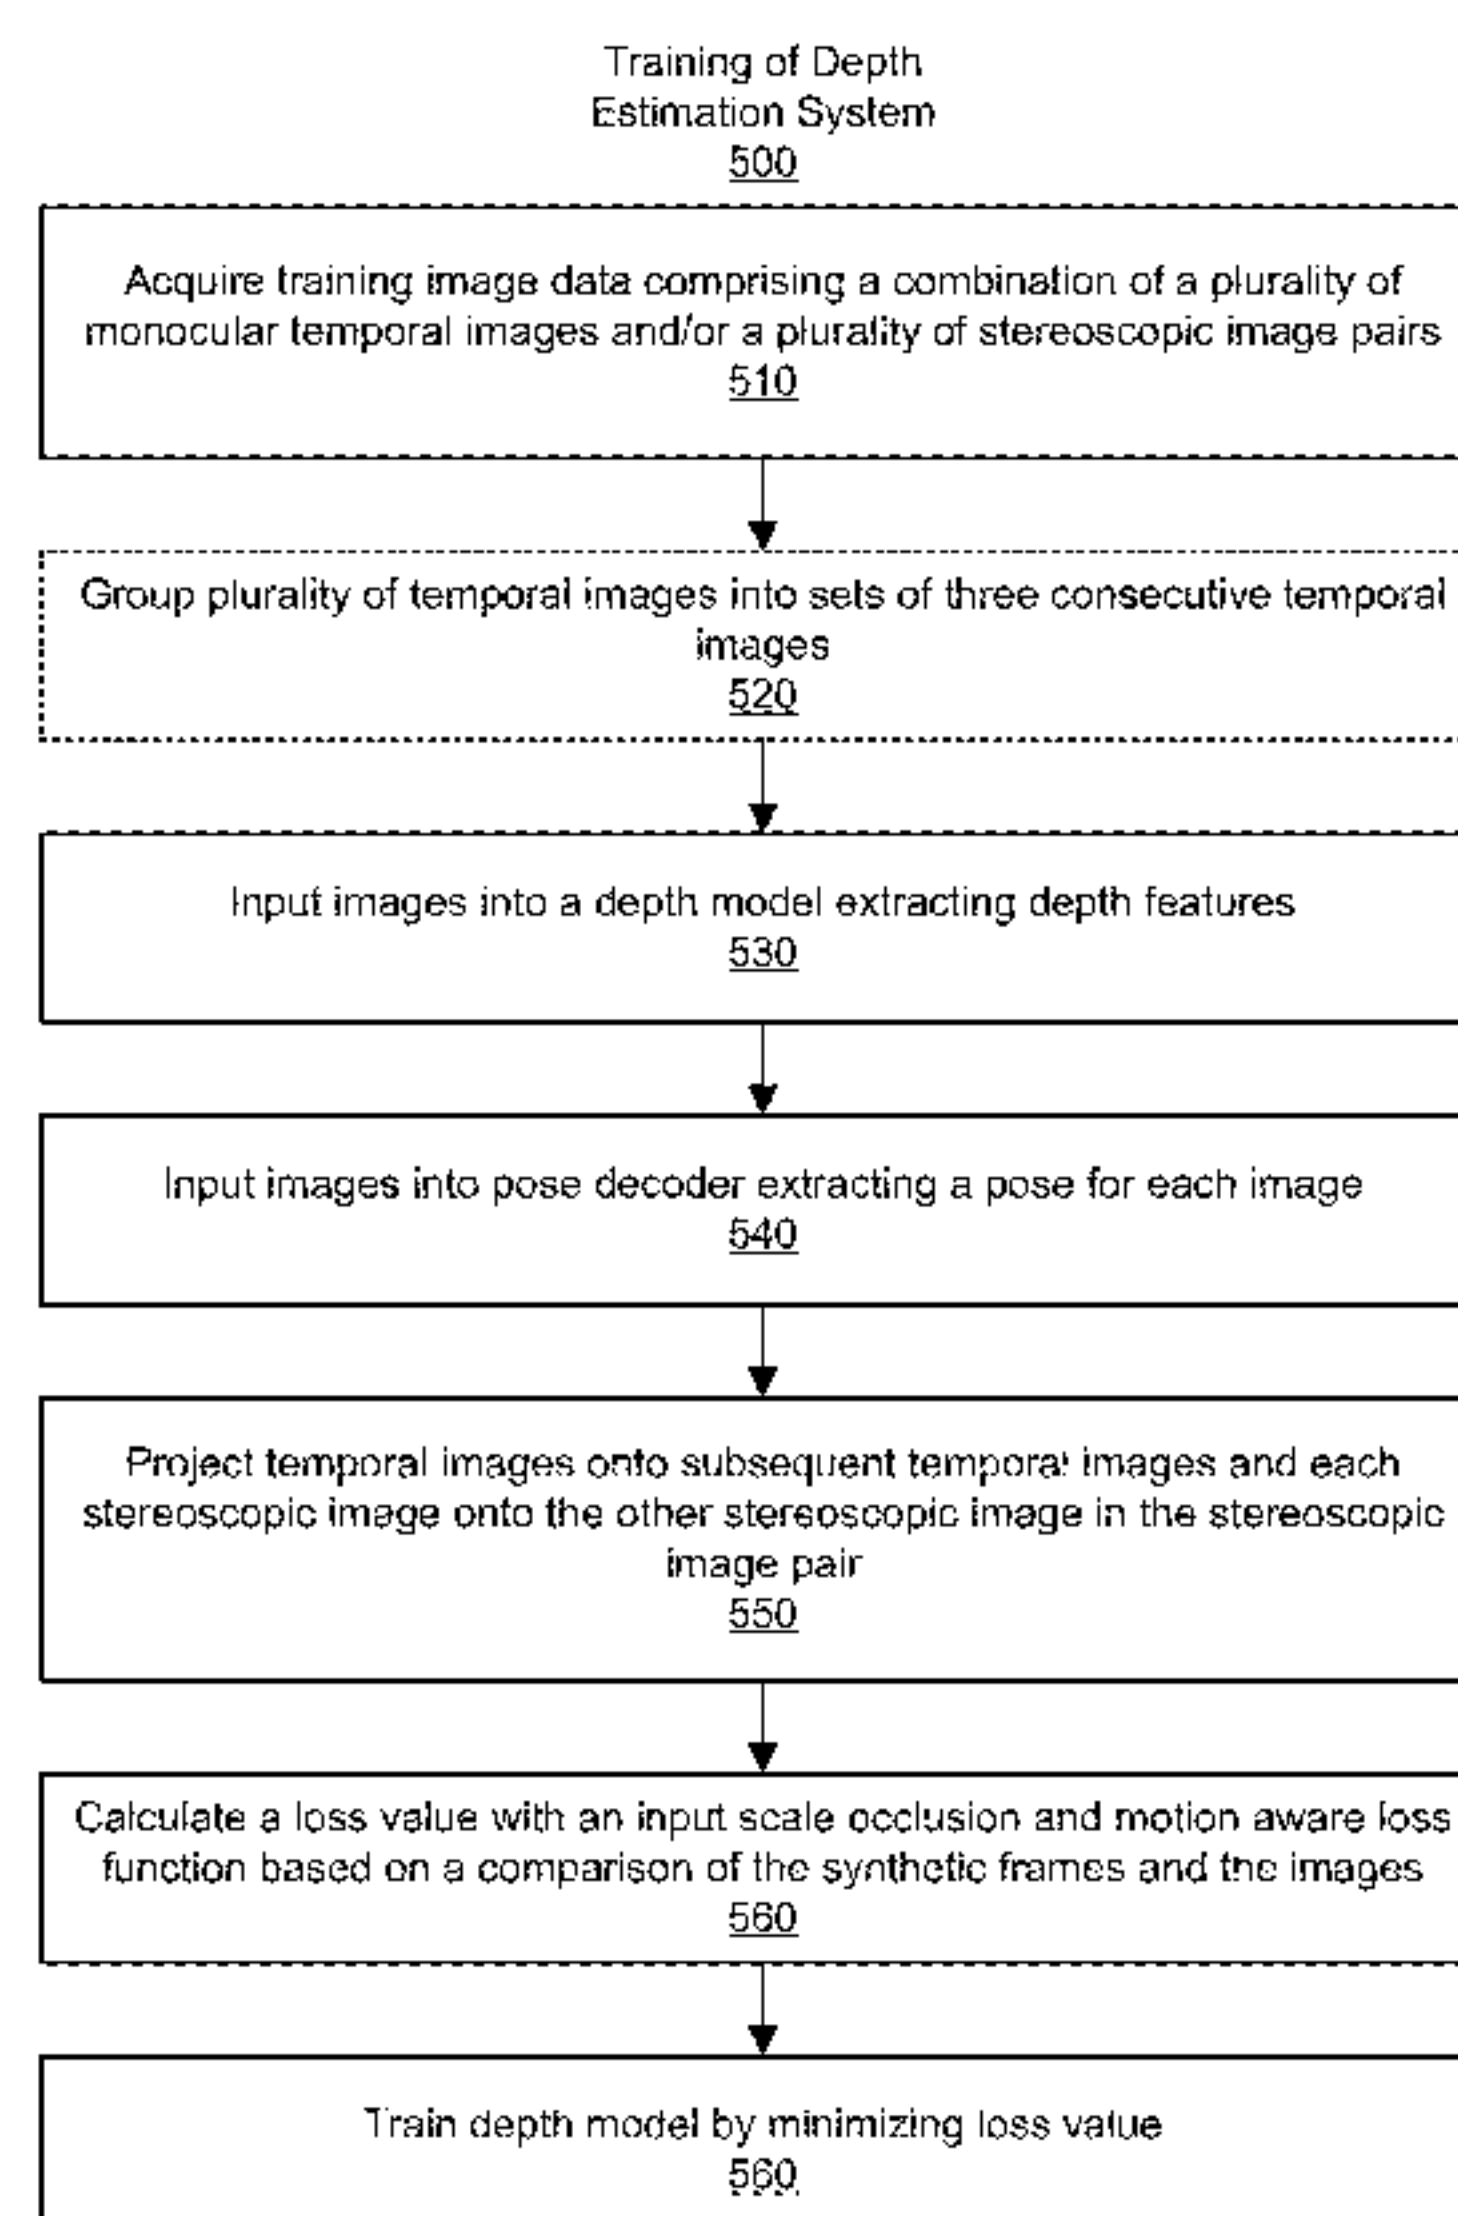 Training of Depth
Estimation System
500
Acquire training image data comprising a combination of a plurality of
monocular temporal images and/or a plurality of stereoscopic image pairs
510
Group plurality of temporal images into sets of three consecutive temporal
images
520
Input images into a depth model extracting depth features
530
Input images into pose decoder extracting a pose for each image
540
Project temporal images onto subsequent temporal images and each
stereoscopic image onto the other stereoscopic image in the stereoscopic
image pair
550
Calculate a loss value with an input scale occlusion and motion aware loss
function based on a comparison of the synthetic frames and the images
560
Train depth model by minimizing loss value
560